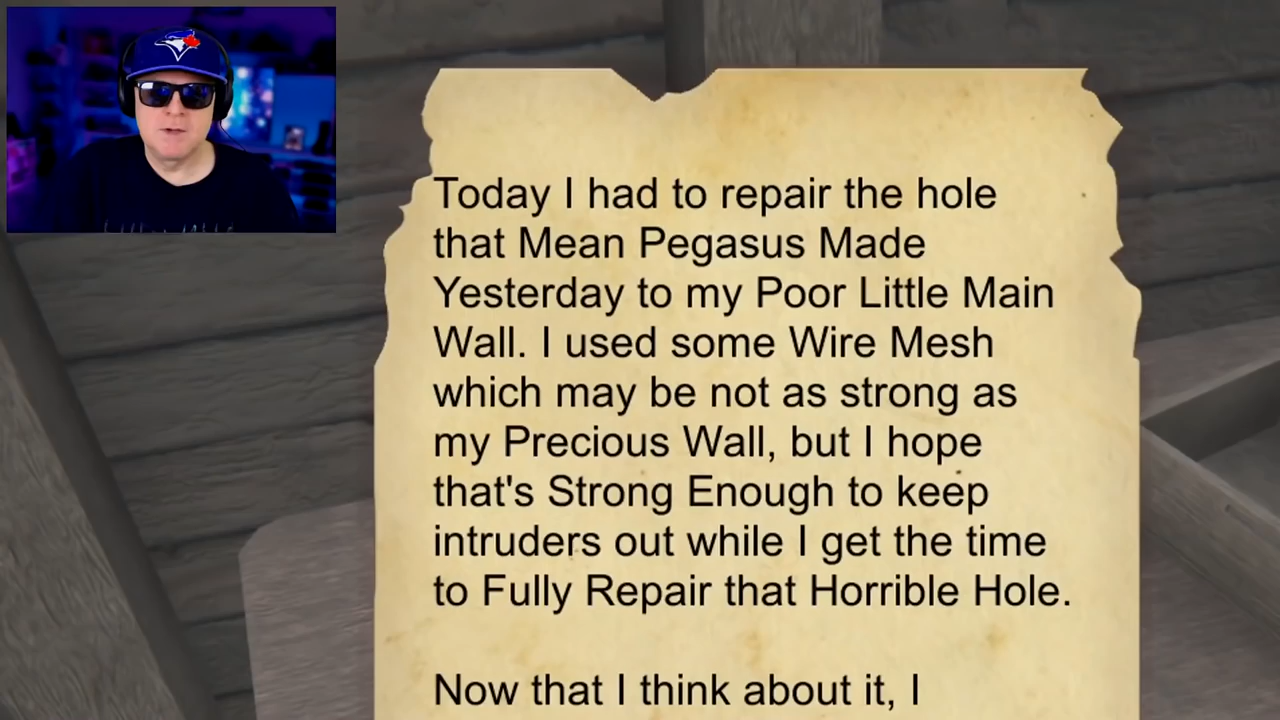 Today I had to repair the hole
that Mean Pegasus Made
Yesterday to my Poor Little Main
Wall. I used some Wire Mesh
which may be not as strong as
my Precious Wall, but I hope
that's Strong Enough to keep
intruders out while I get the time
to Fully Repair that Horrible Hole.
Now that I think about it, I